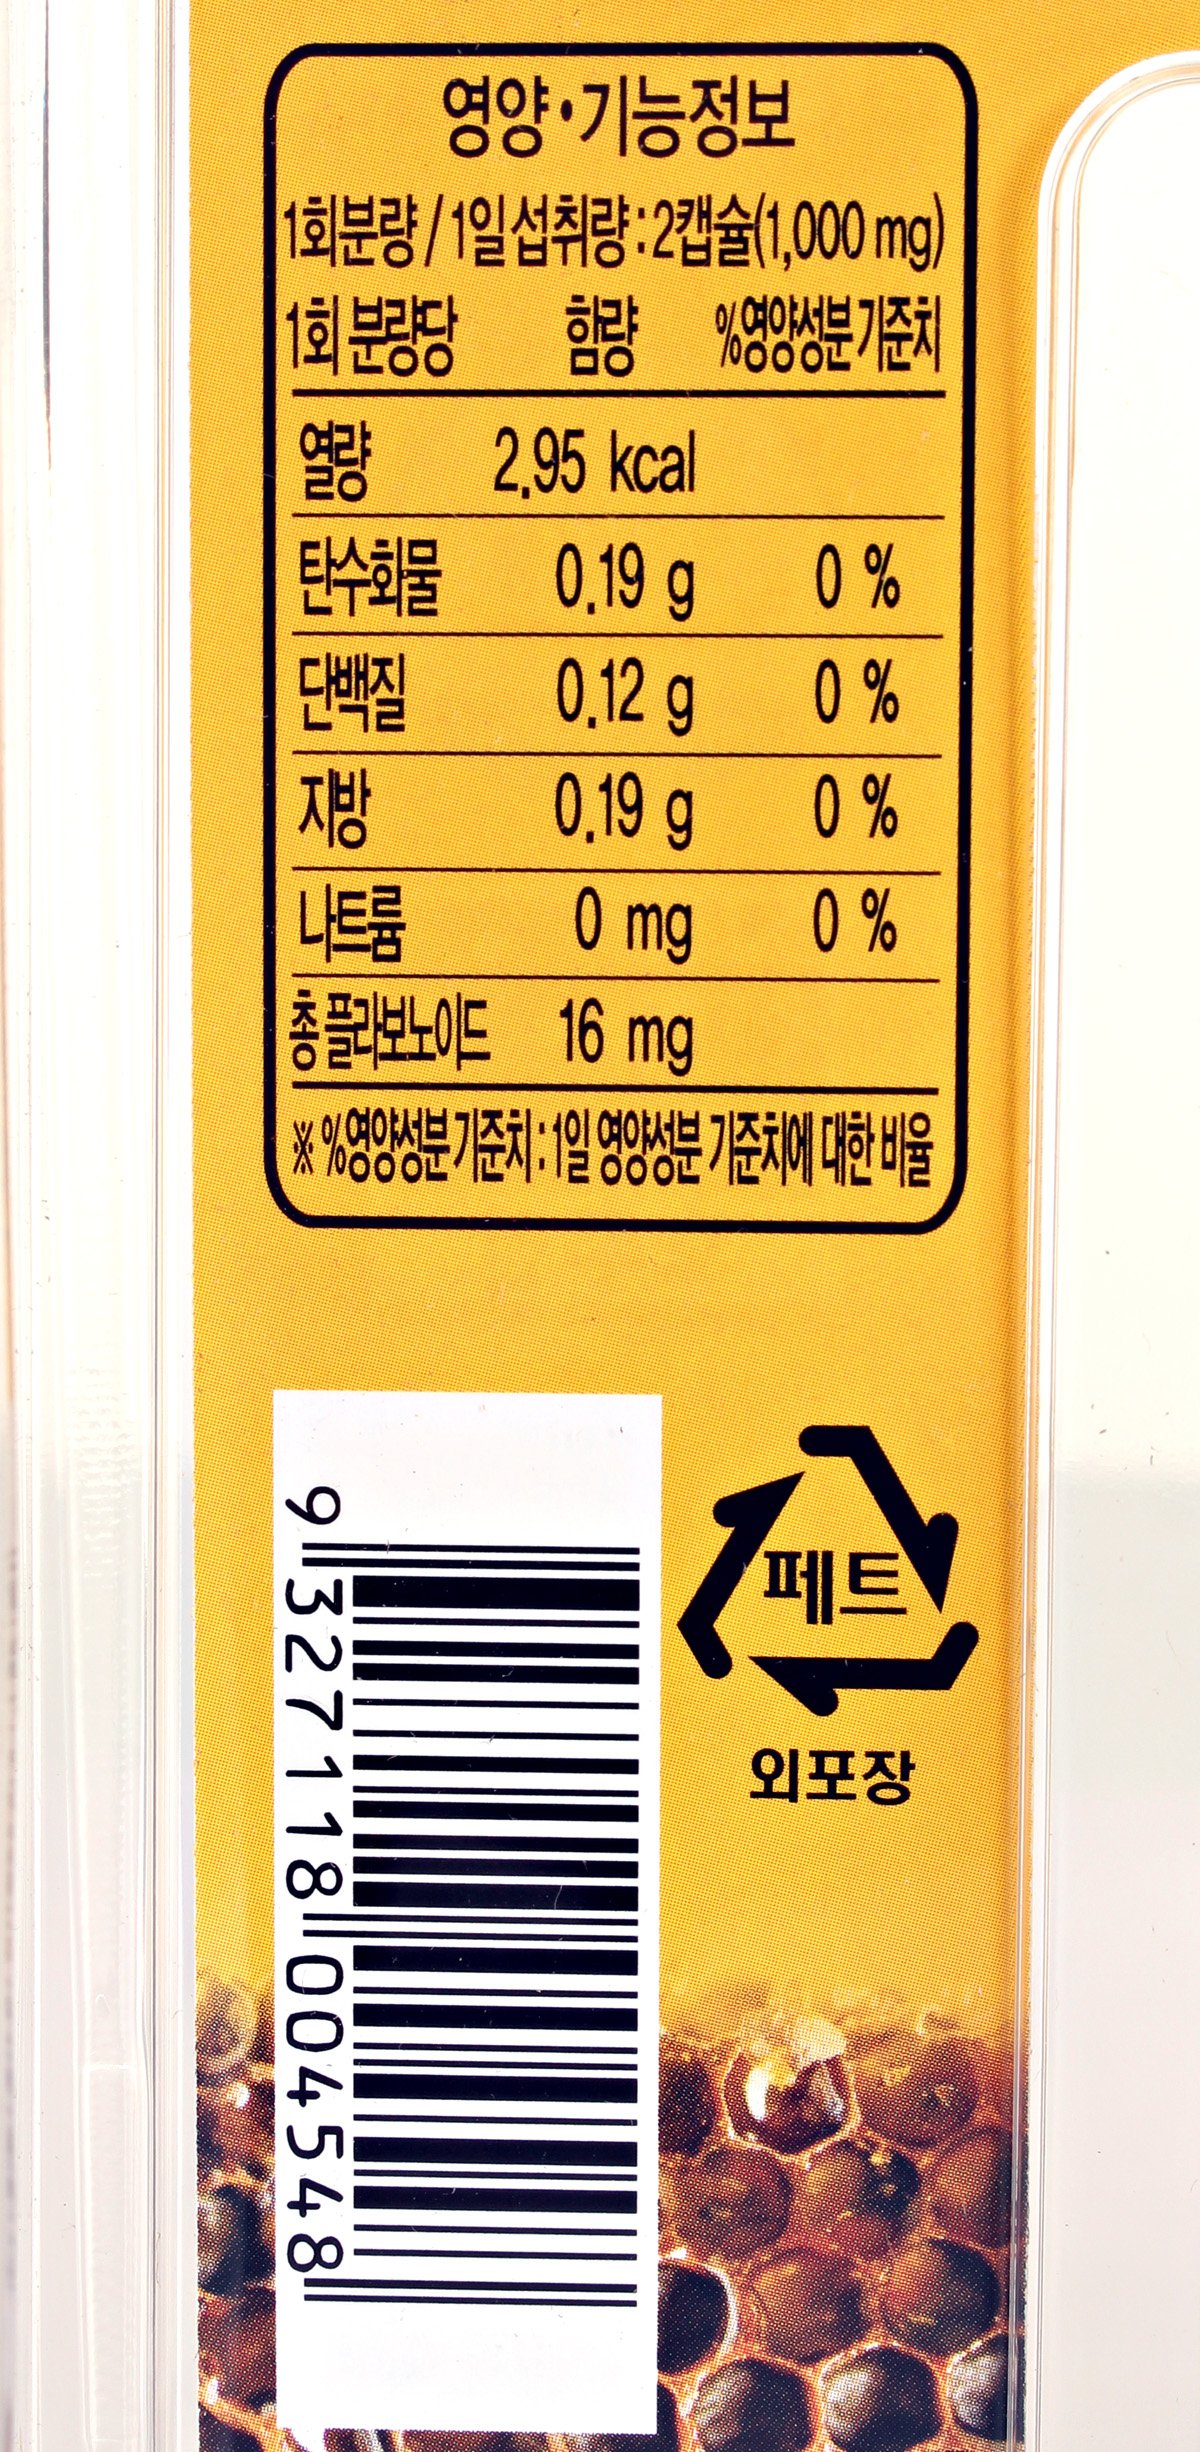 영양•기능정보
1회분량 / 1일섭취량 : 2캡슐(1,000 mg)
1회 분량당 함량 %영양성분 기준치
열량 2.95 kcal
탄수화물 0.19 g 0 %
단백질 0.12 g 0 %
지방 0.19 g 0 %
나트륨 0 mg 0 %
총 플라보노이드 16 mg
※ %영양성분 기준치 : 1일 영양성분 기준치에 대한 비율
페트
외포장
9 327118 004548